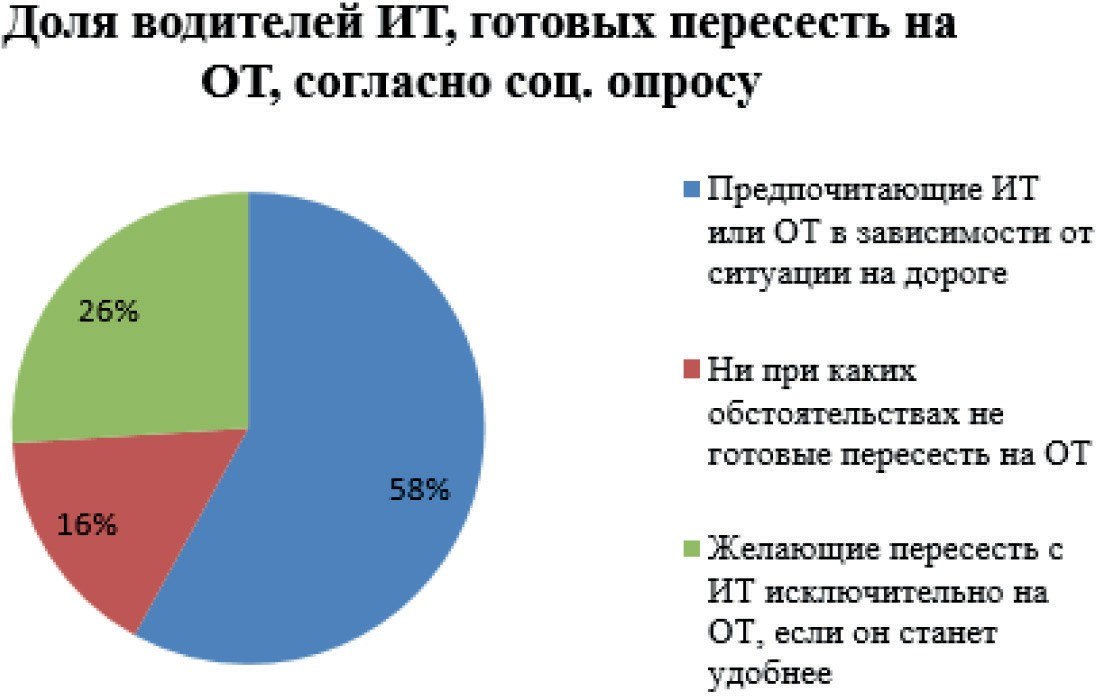 Доля водителей ИТ, готовых пересесть на
ОТ, согласно соц. опросу
Предпочитающие ИТ
или ОТ в зависимости от
ситуации на дороге
26%
Ни при каких
обстоятельствах не
готовые пересесть на ОТ
58%
16%
Желающие пересесть с
ИТ исключительно на
ОТ, если он станет
удобнее